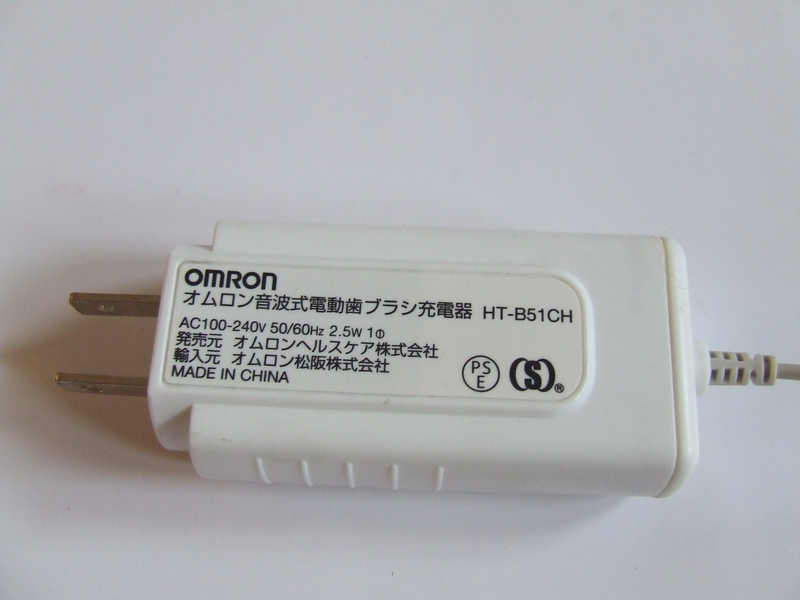 OMRON
オムロン音波式電動歯ブラシ充電器 HT-B51CH
AC100-240V 50/60Hz 2.5W 1Φ
発売元 オムロンヘルスケア株式会社
輸入元 オムロン松阪株式会社
MADE IN CHINA
PS
E
(S)®